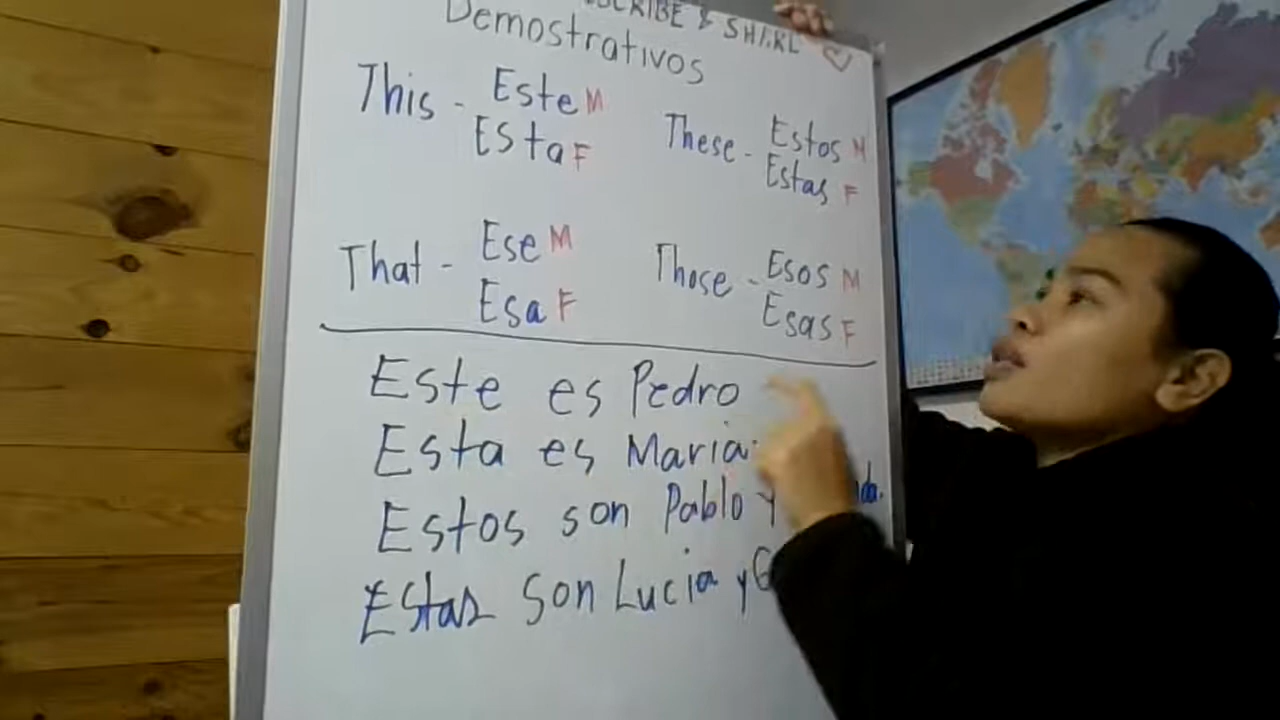 & SHARE
Demostrativos
This - Este M
Esta F
These - Estos M
Estas F
That - Ese M
Esa F
Those - Esos M
Esas F
Este es Pedro
Esta es Maria.
Estos son Pablo y
Estas son Lucia y